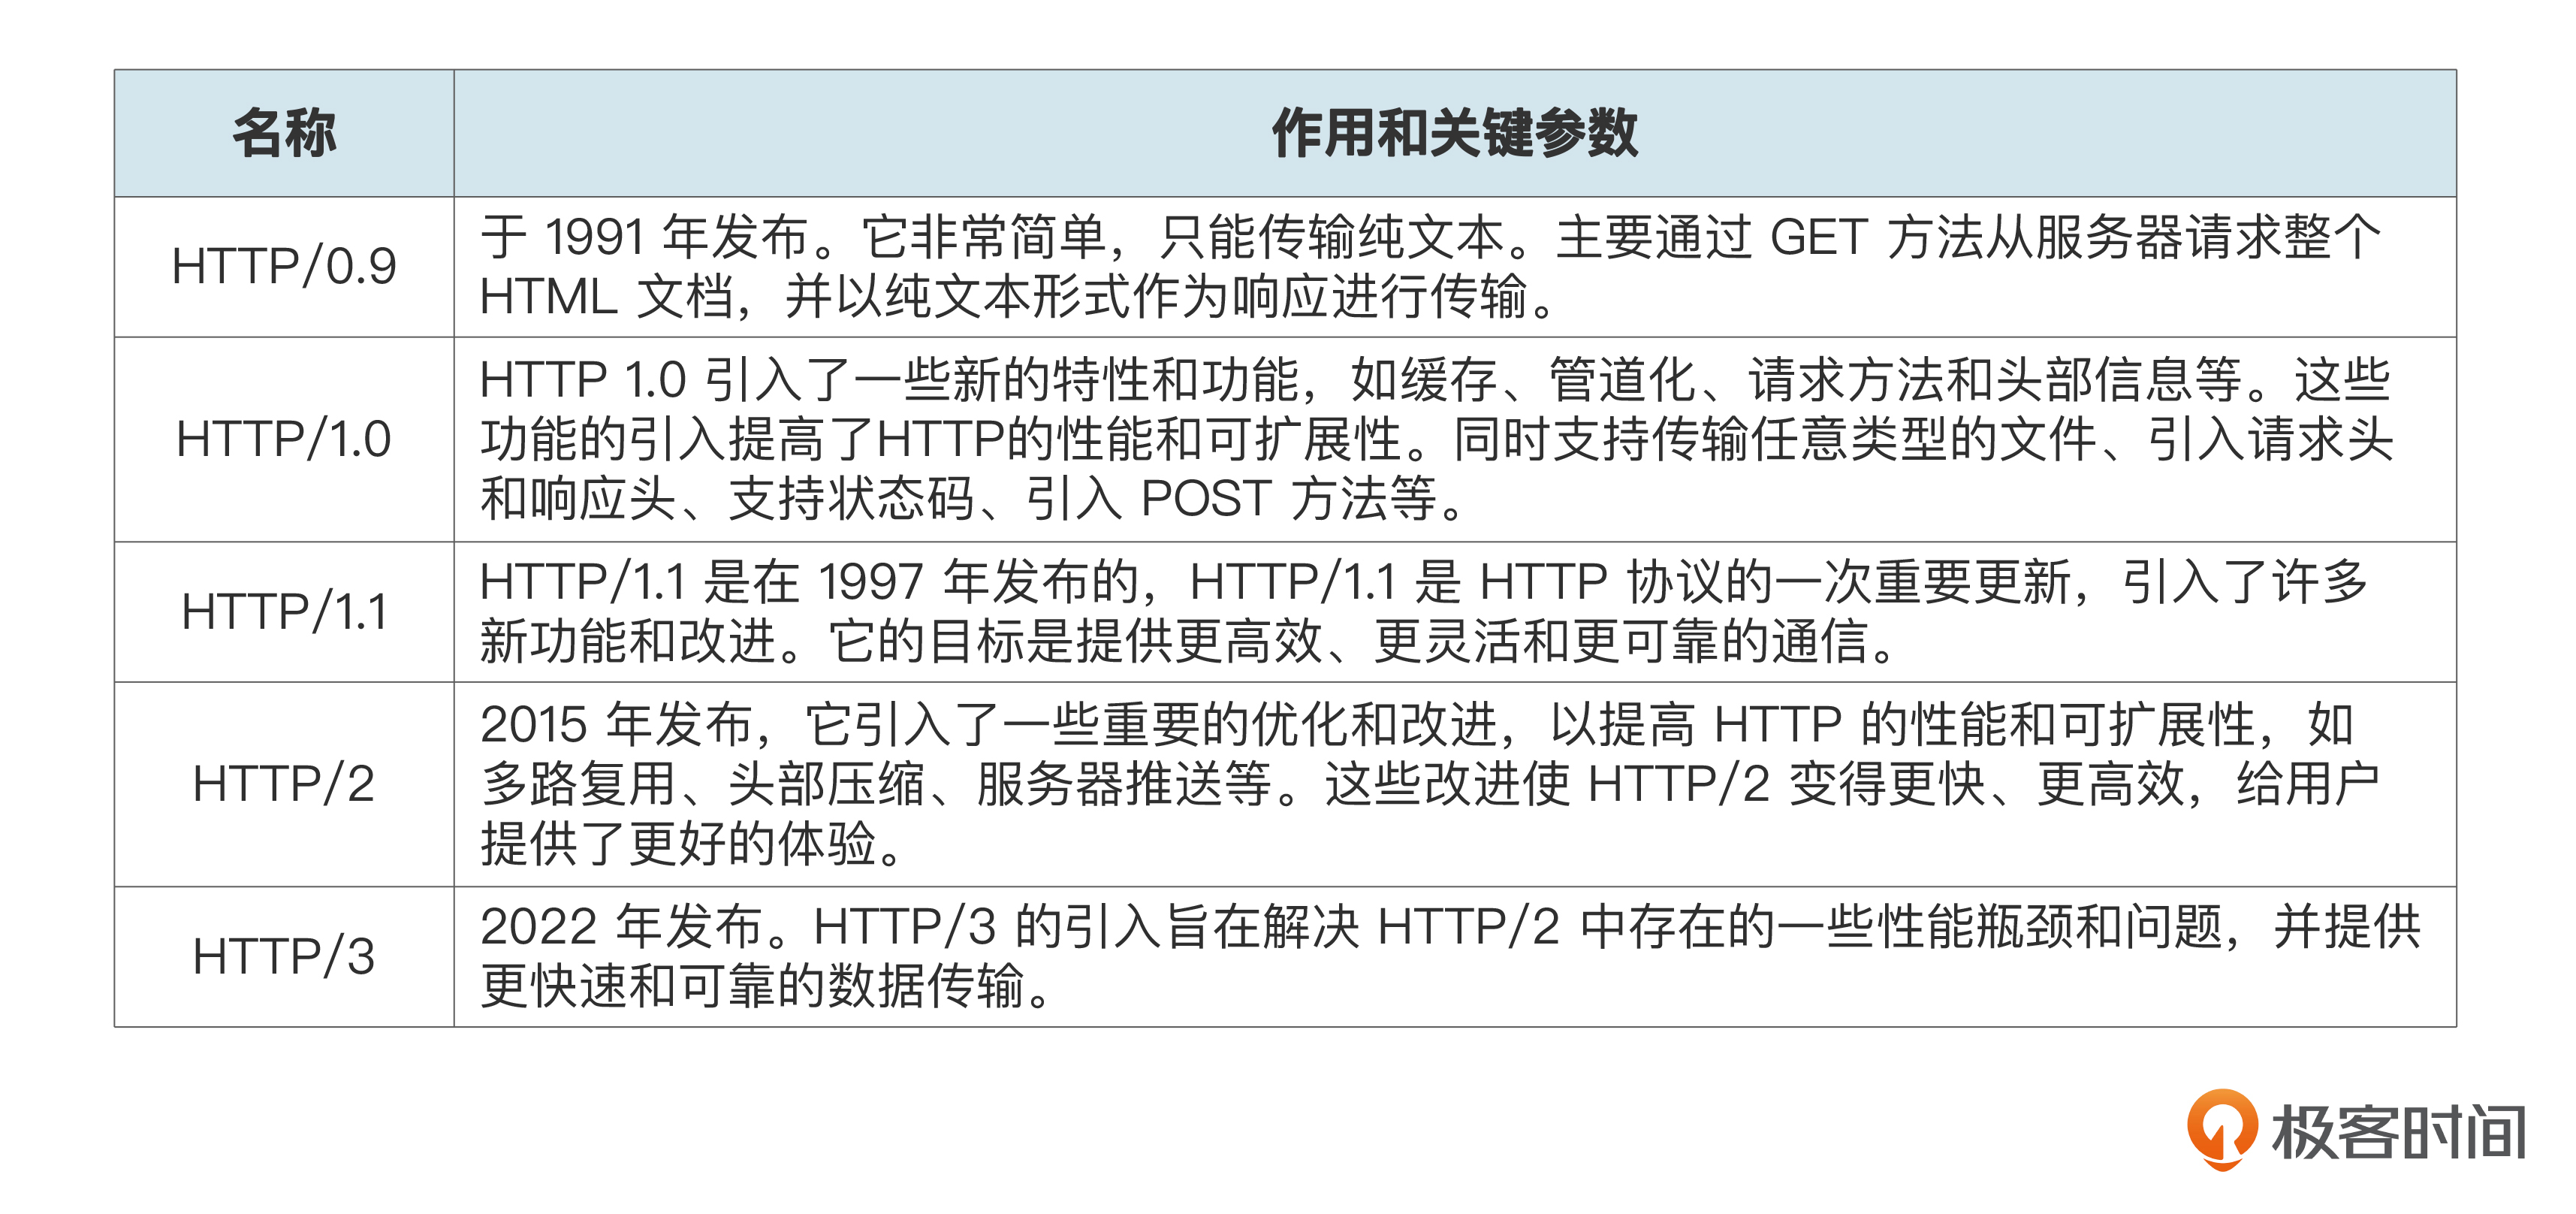 名称
作用和关键参数
HTTP/0.9
于 1991 年发布。它非常简单，只能传输纯文本。主要通过 GET 方法从服务器请求整个
HTML 文档，并以纯文本形式作为响应进行传输。
HTTP/1.0
HTTP 1.0 引入了一些新的特性和功能，如缓存、管道化、请求方法和头部信息等。这些
功能的引入提高了HTTP的性能和可扩展性。同时支持传输任意类型的文件、引入请求头
和响应头、支持状态码、引入 POST 方法等。
HTTP/1.1
HTTP/1.1 是在 1997 年发布的，HTTP/1.1 是 HTTP 协议的一次重要更新，引入了许多
新功能和改进。它的目标是提供更高效、更灵活和更可靠的通信。
HTTP/2
2015 年发布，它引入了一些重要的优化和改进，以提高 HTTP 的性能和可扩展性，如
多路复用、头部压缩、服务器推送等。这些改进使 HTTP/2 变得更快、更高效，给用户
提供了更好的体验。
HTTP/3
2022 年发布。HTTP/3 的引入旨在解决 HTTP/2 中存在的一些性能瓶颈和问题，并提供
更快速和可靠的数据传输。
极客时间